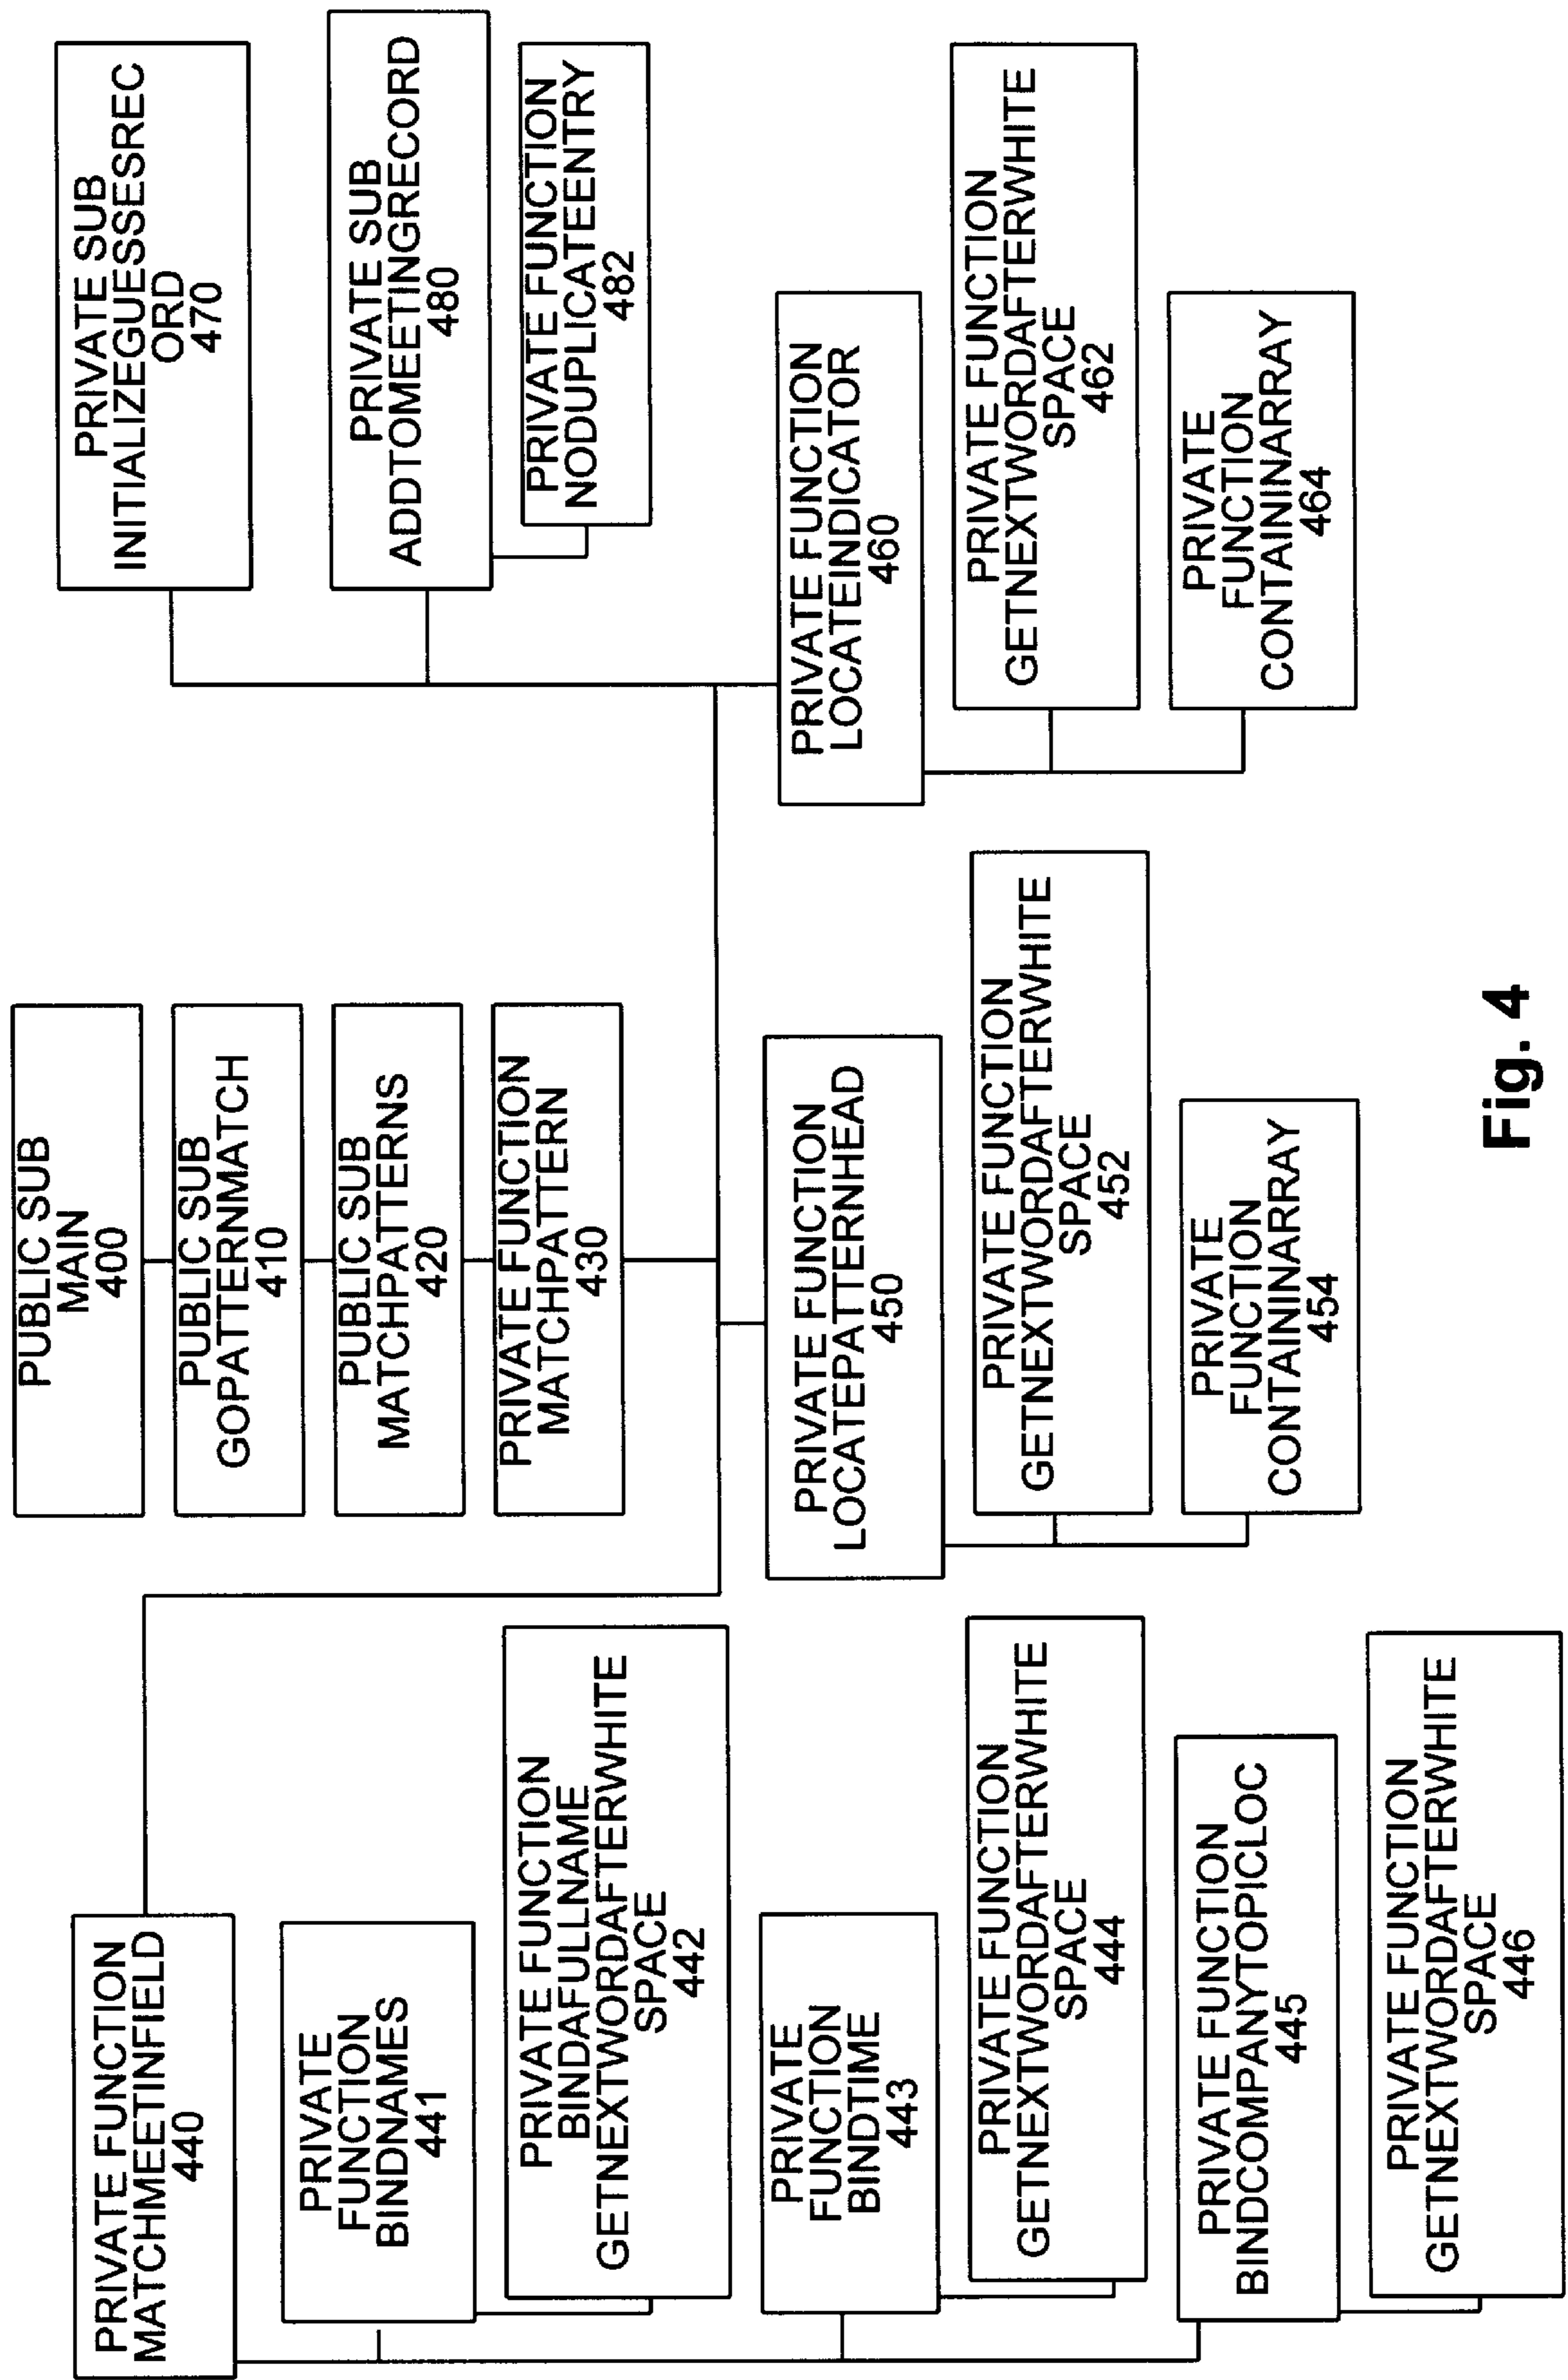 PUBLIC SUB
MAIN
400
PUBLIC SUB
GOPATTERNMATCH
410
PUBLIC SUB
MATCHPATTERNS
420
PRIVATE FUNCTION
MATCHPATTERN
430
PRIVATE FUNCTION
MATCHMEETINFIELD
440
PRIVATE
FUNCTION
BINDNAMES
441
PRIVATE FUNCTION
BINDAFULLNAME
GETNEXTWORDAFTERWHITE
SPACE
442
PRIVATE
FUNCTION
BINDTIME
443
PRIVATE FUNCTION
GETNEXTWORDAFTERWHITE
SPACE
444
PRIVATE FUNCTION
BINDCOMPANYTOPICLOC
445
PRIVATE FUNCTION
GETNEXTWORDAFTERWHITE
SPACE
446
PRIVATE FUNCTION
LOCATEPATTERNHEAD
450
PRIVATE FUNCTION
GETNEXTWORDAFTERWHITE
SPACE
452
PRIVATE
FUNCTION
CONTAININARRAY
454
PRIVATE SUB
INITIALIZEGUESSESREC
ORD
470
PRIVATE SUB
ADDTOMEETINGRECORD
480
PRIVATE FUNCTION
NODUPLICATEENTRY
482
PRIVATE FUNCTION
LOCATEINDICATOR
460
PRIVATE FUNCTION
GETNEXTWORDAFTERWHITE
SPACE
462
PRIVATE
FUNCTION
CONTAININARRAY
464
Fig. 4